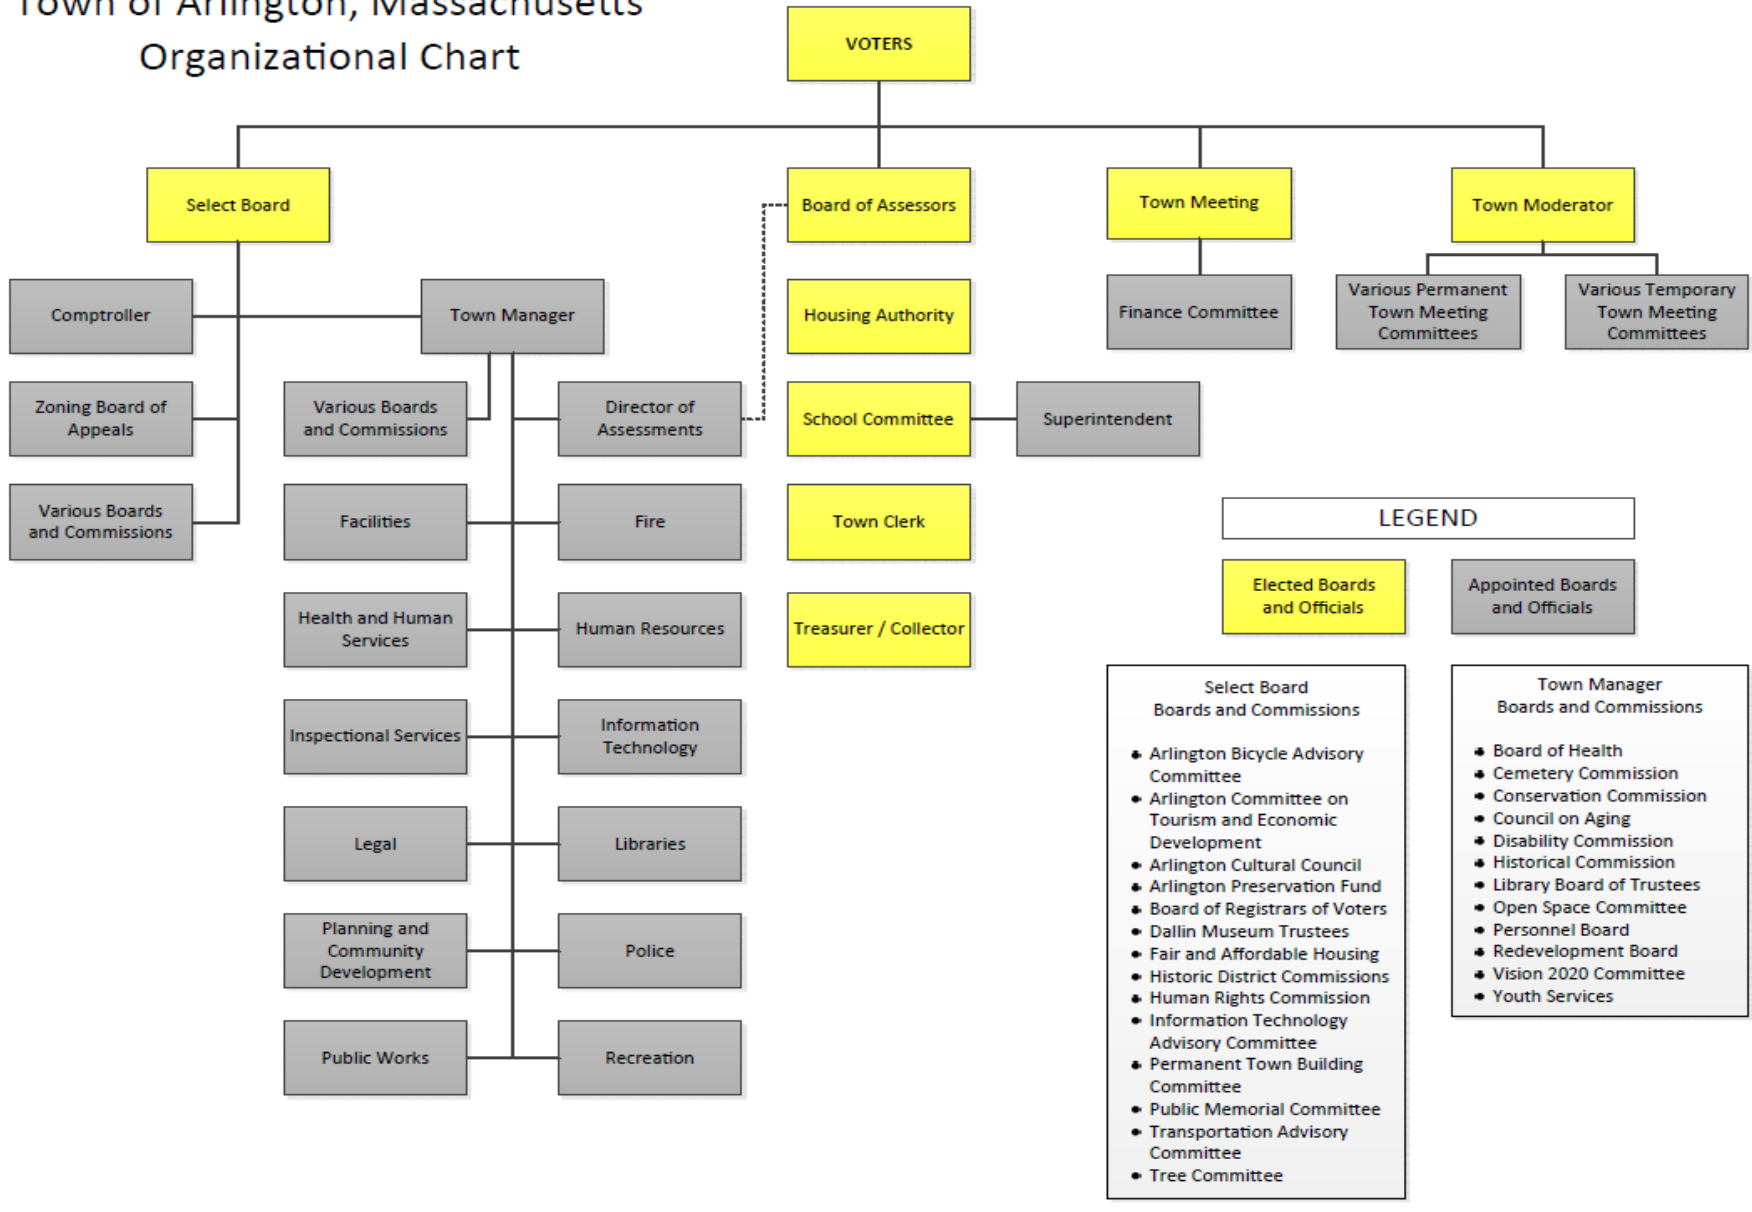 Town of Arlington, Massachusetts
Organizational Chart
VOTERS
Select Board
Board of Assessors
Town Meeting
Town Moderator
Comptroller
Town Manager
Housing Authority
Finance Committee
Various Permanent
Town Meeting
Committees
Various Temporary
Town Meeting
Committees
Zoning Board of
Appeals
Various Boards
and Commissions
Director of
Assessments
School Committee
Superintendent
Various Boards
and Commissions
Facilities
Fire
Town Clerk
Health and Human
Services
Human Resources
Treasurer / Collector
Inspectional Services
Information
Technology
Legal
Libraries
Planning and
Community
Development
Police
Public Works
Recreation
LEGEND
Elected Boards
and Officials
Appointed Boards
and Officials
Select Board
Boards and Commissions
• Arlington Bicycle Advisory
Committee
• Arlington Committee on
Tourism and Economic
Development
• Arlington Cultural Council
• Arlington Preservation Fund
• Board of Registrars of Voters
• Dallin Museum Trustees
• Fair and Affordable Housing
• Historic District Commissions
• Human Rights Commission
• Information Technology
Advisory Committee
• Permanent Town Building
Committee
• Public Memorial Committee
• Transportation Advisory
Committee
• Tree Committee
Town Manager
Boards and Commissions
• Board of Health
• Cemetery Commission
• Conservation Commission
• Council on Aging
• Disability Commission
• Historical Commission
• Library Board of Trustees
• Open Space Committee
• Personnel Board
• Redevelopment Board
• Vision 2020 Committee
• Youth Services